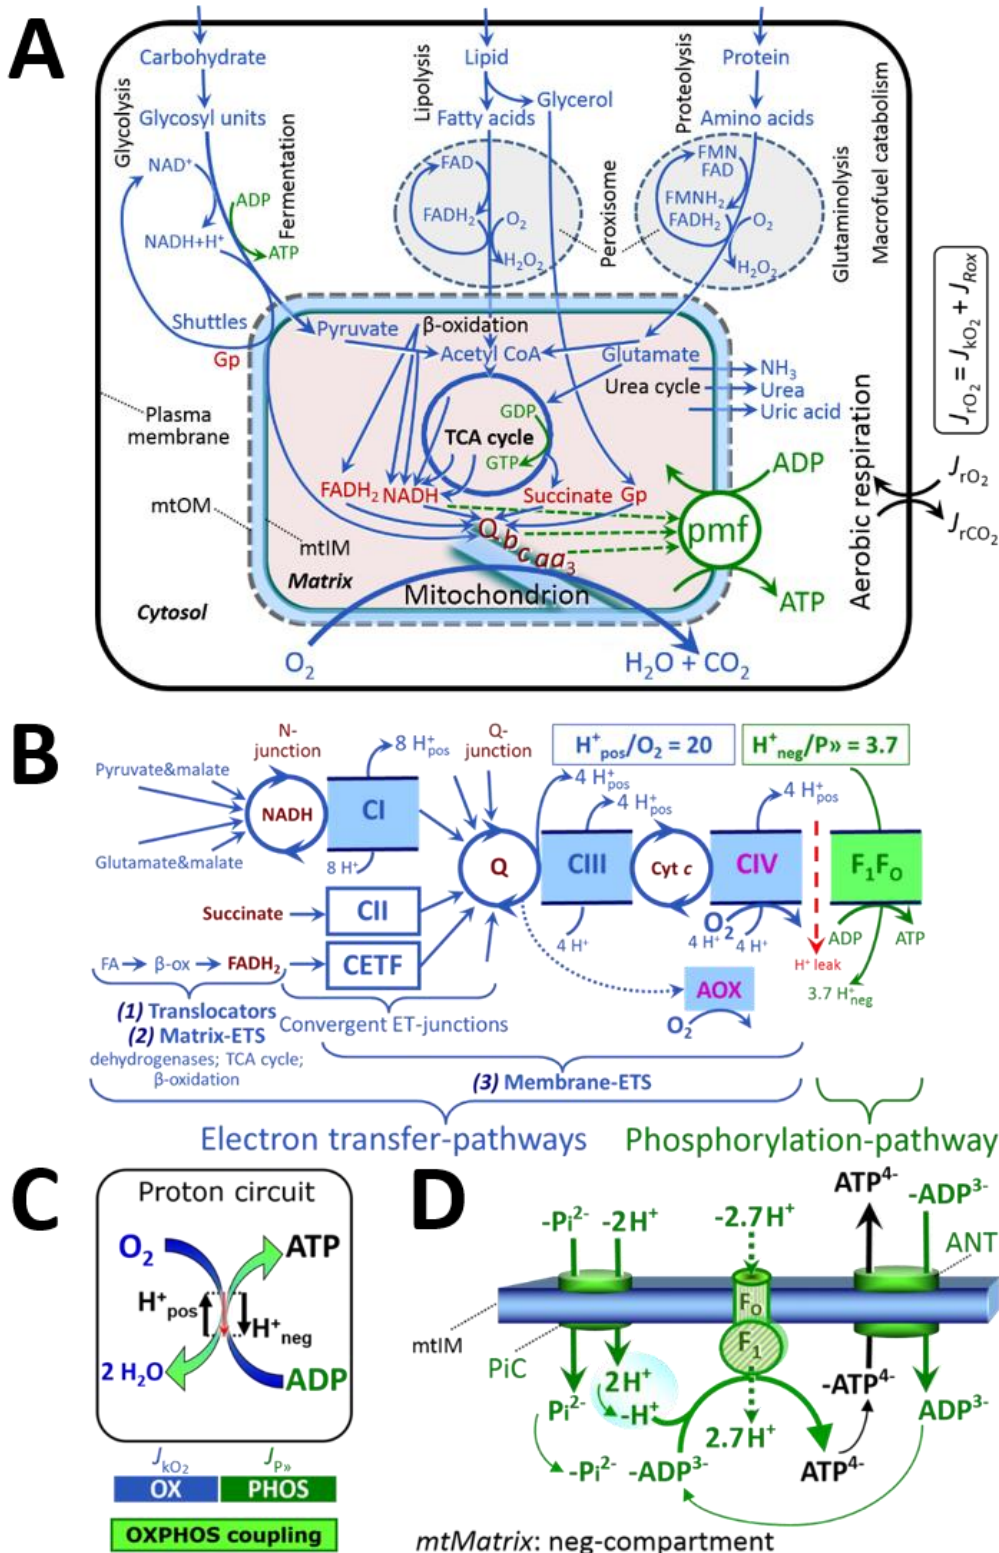 A
Carbohydrate
Lipid
Protein
Glycolysis
Lipolysis
Proteolysis
Glycerol
Glycosyl units
Fatty acids
Amino acids
Fermentation
Peroxisome
Glutaminolysis
Macrofuel catabolism
NAD⁺
ADP
NADH+H⁺
ATP
FAD
FADH₂
O₂
H₂O₂
FMN
FAD
FMNH₂
FADH₂
O₂
H₂O₂
Shuttles
Gp
Pyruvate
β-oxidation
Acetyl CoA
Glutamate
NH₃
Urea cycle
Urea
Uric acid
Plasma
membrane
GDP
TCA cycle
GTP
FADH₂ NADH
Succinate Gp
Q b c aa₃
mtOM
mtIM
Matrix
Mitochondrion
Cytosol
ADP
pmf
ATP
O₂
H₂O + CO₂
Aerobic respiration
J_rO₂ = J_kO₂ + J_Rox
J_rO₂
J_rCO₂
B
N-
junction
8 H⁺pos
Q-
junction
H⁺pos/O₂ = 20
H⁺neg/P» = 3.7
Pyruvate&malate
NADH
CI
4 H⁺pos
4 H⁺pos
4 H⁺pos
Glutamate&malate
8 H⁺
Q
CIII
Cyt c
CIV
F₁Fₒ
Succinate
CII
4 H⁺
O₂
4 H⁺ 4 H⁺
ADP
ATP
H⁺ leak
FA
β-ox
FADH₂
CETF
AOX
O₂
3.7 H⁺neg
(1) Translocators
(2) Matrix-ETS
dehydrogenases; TCA cycle;
β-oxidation
Convergent ET-junctions
(3) Membrane-ETS
Electron transfer-pathways
Phosphorylation-pathway
C
Proton circuit
O₂
ATP
H⁺pos
H⁺neg
2 H₂O
ADP
J_kO₂
J_P»
OX
PHOS
OXPHOS coupling
D
-Pi²⁻ -2H⁺
-2.7H⁺
ATP⁴⁻
-ADP³⁻
ANT
Fₒ
F₁
mtIM
PiC
2H⁺
-H⁺
Pi²⁻
2.7H⁺
-ATP⁴⁻
ADP³⁻
-Pi²⁻
-ADP³⁻
ATP⁴⁻
mtMatrix: neg-compartment